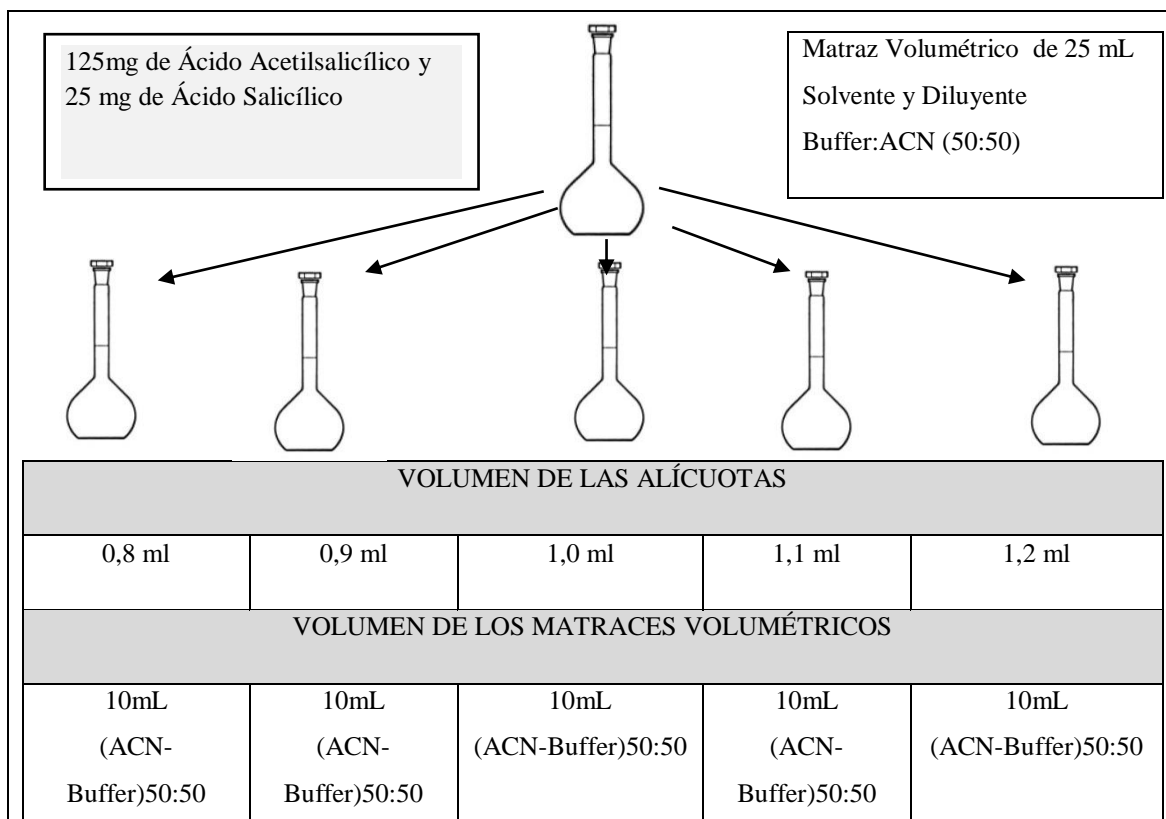 125mg de Ácido Acetilsalicílico y
25 mg de Ácido Salicílico
Matraz Volumétrico de 25 mL
Solvente y Diluyente
Buffer:ACN (50:50)
VOLUMEN DE LAS ALÍCUOTAS
0,8 ml
0,9 ml
1,0 ml
1,1 ml
1,2 ml
VOLUMEN DE LOS MATRACES VOLUMÉTRICOS
10mL
(ACN-
Buffer)50:50
10mL
(ACN-
Buffer)50:50
10mL
(ACN-Buffer)50:50
10mL
(ACN-
Buffer)50:50
10mL
(ACN-Buffer)50:50